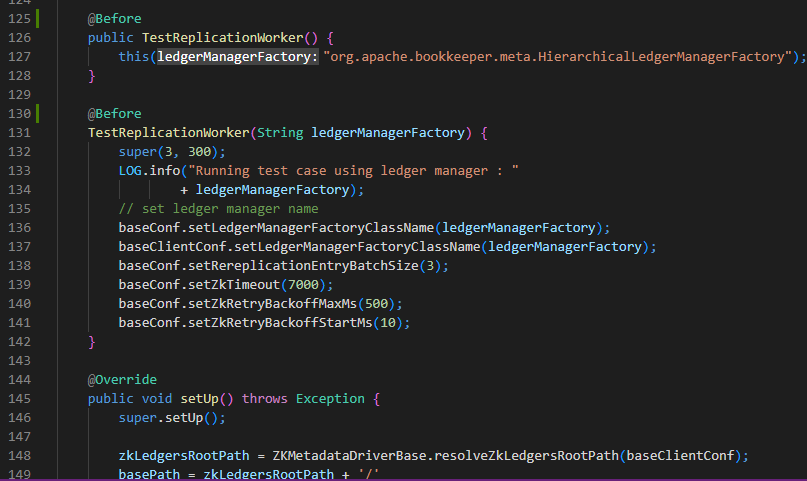 124
125 @Before
126 public TestReplicationWorker() {
127 this(ledgerManagerFactory: "org.apache.bookkeeper.meta.HierarchicalLedgerManagerFactory");
128 }
129
130 @Before
131 TestReplicationWorker(String ledgerManagerFactory) {
132 super(3, 300);
133 LOG.info("Running test case using ledger manager : "
134 + ledgerManagerFactory);
135 // set ledger manager name
136 baseConf.setLedgerManagerFactoryClassName(ledgerManagerFactory);
137 baseClientConf.setLedgerManagerFactoryClassName(ledgerManagerFactory);
138 baseConf.setRereplicationEntryBatchSize(3);
139 baseConf.setZkTimeout(7000);
140 baseConf.setZkRetryBackoffMaxMs(500);
141 baseConf.setZkRetryBackoffStartMs(10);
142 }
143
144 @Override
145 public void setUp() throws Exception {
146 super.setUp();
147
148 zkLedgersRootPath = ZKMetadataDriverBase.resolveZkLedgersRootPath(baseClientConf);
149 basePath = zkLedgersRootPath + '/'